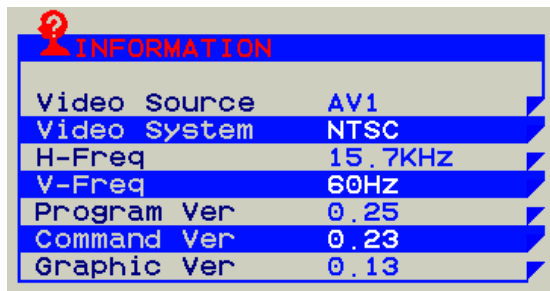 ?
INFORMATION
Video Source AV1
Video System NTSC
H-Freq 15.7KHz
V-Freq 60Hz
Program Ver 0.25
Command Ver 0.23
Graphic Ver 0.13